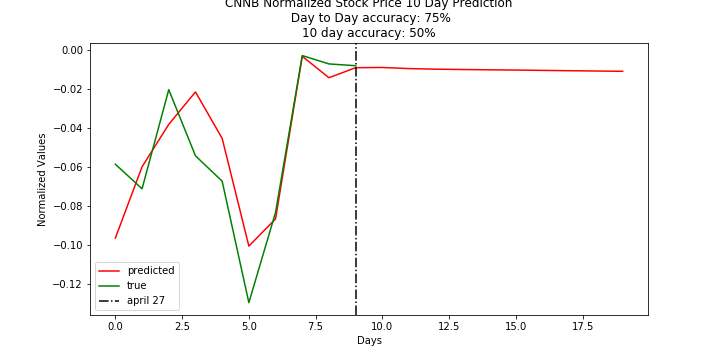 CNNB Normalized Stock Price 10 Day Prediction
Day to Day accuracy: 75%
10 day accuracy: 50%
0.00
−0.02
−0.04
−0.06
−0.08
−0.10
−0.12
Normalized Values
predicted
true
april 27
0.0 2.5 5.0 7.5 10.0 12.5 15.0 17.5
Days